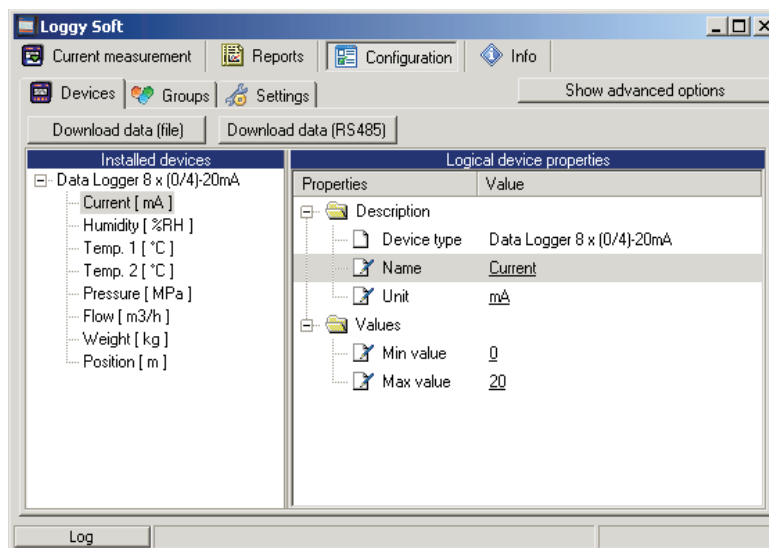 Loggy Soft
Current measurement Reports Configuration Info
Devices Groups Settings Show advanced options
Download data (file) Download data (RS485)
Installed devices Logical device properties
Data Logger 8 x (0/4)-20mA
Current [ mA ]
Humidity [ %RH ]
Temp. 1 [ °C ]
Temp. 2 [ °C ]
Pressure [ MPa ]
Flow [ m3/h ]
Weight [ kg ]
Position [ m ]
Properties Value
Description
Device type Data Logger 8 x (0/4)-20mA
Name Current
Unit mA
Values
Min value 0
Max value 20
Log